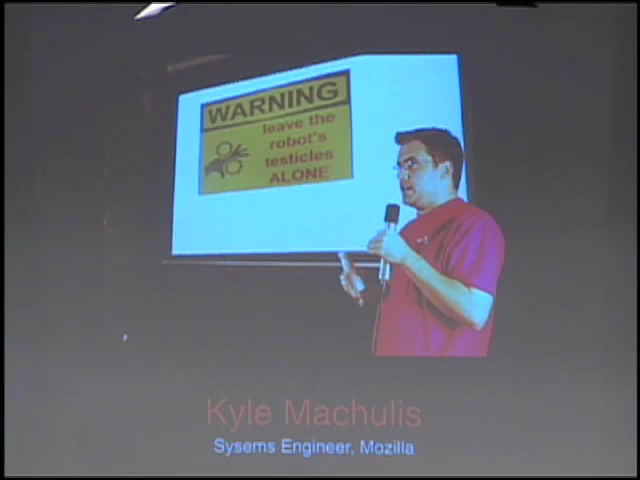 WARNING
leave the
robot's
testicles
ALONE
Kyle Machulis
Sysems Engineer, Mozilla